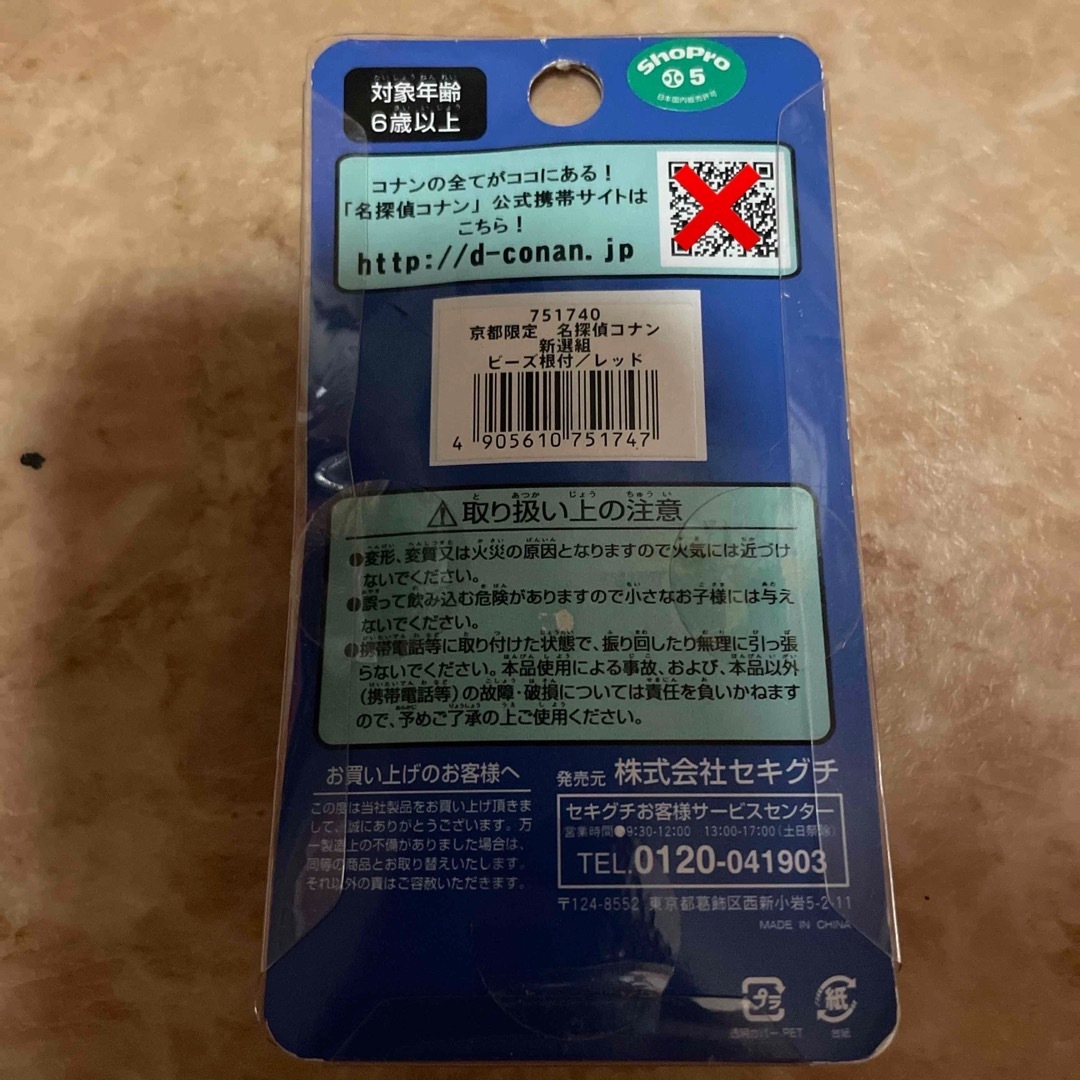 対象年齢
6歳以上
ShoPro
5
日本国内販売許可
コナンの全てがココにある！
「名探偵コナン」公式携帯サイトは
こちら！
http://d-conan.jp
751740
京都限定 名探偵コナン
新選組
ビーズ根付／レッド
4 905610 751747
取り扱い上の注意
●変形、変質又は火災の原因となりますので火気には近づけ
ないでください。
●誤って飲み込む危険がありますので小さなお子様には与え
ないでください。
●携帯電話等に取り付けた状態で、振り回したり無理に引っ張
らないでください。本品使用による事故、および、本品以外
(携帯電話等)の故障・破損については責任を負いかねます
ので、予めご了承の上ご使用ください。
お買い上げのお客様へ
この度は当社製品をお買い上げ頂きま
して、誠にありがとうございます。万
一製造上の不備がありました場合は、
同等の商品とお取り替えいたします。
それ以外の責はご容赦いただきます。
発売元 株式会社セキグチ
セキグチお客様サービスセンター
営業時間●9:30-12:00 13:00-17:00(土日祭除)
TEL.0120-041903
〒124-8552 東京都葛飾区西新小岩5-2-11
MADE IN CHINA
プラ
紙
透明カバー:PET
台紙